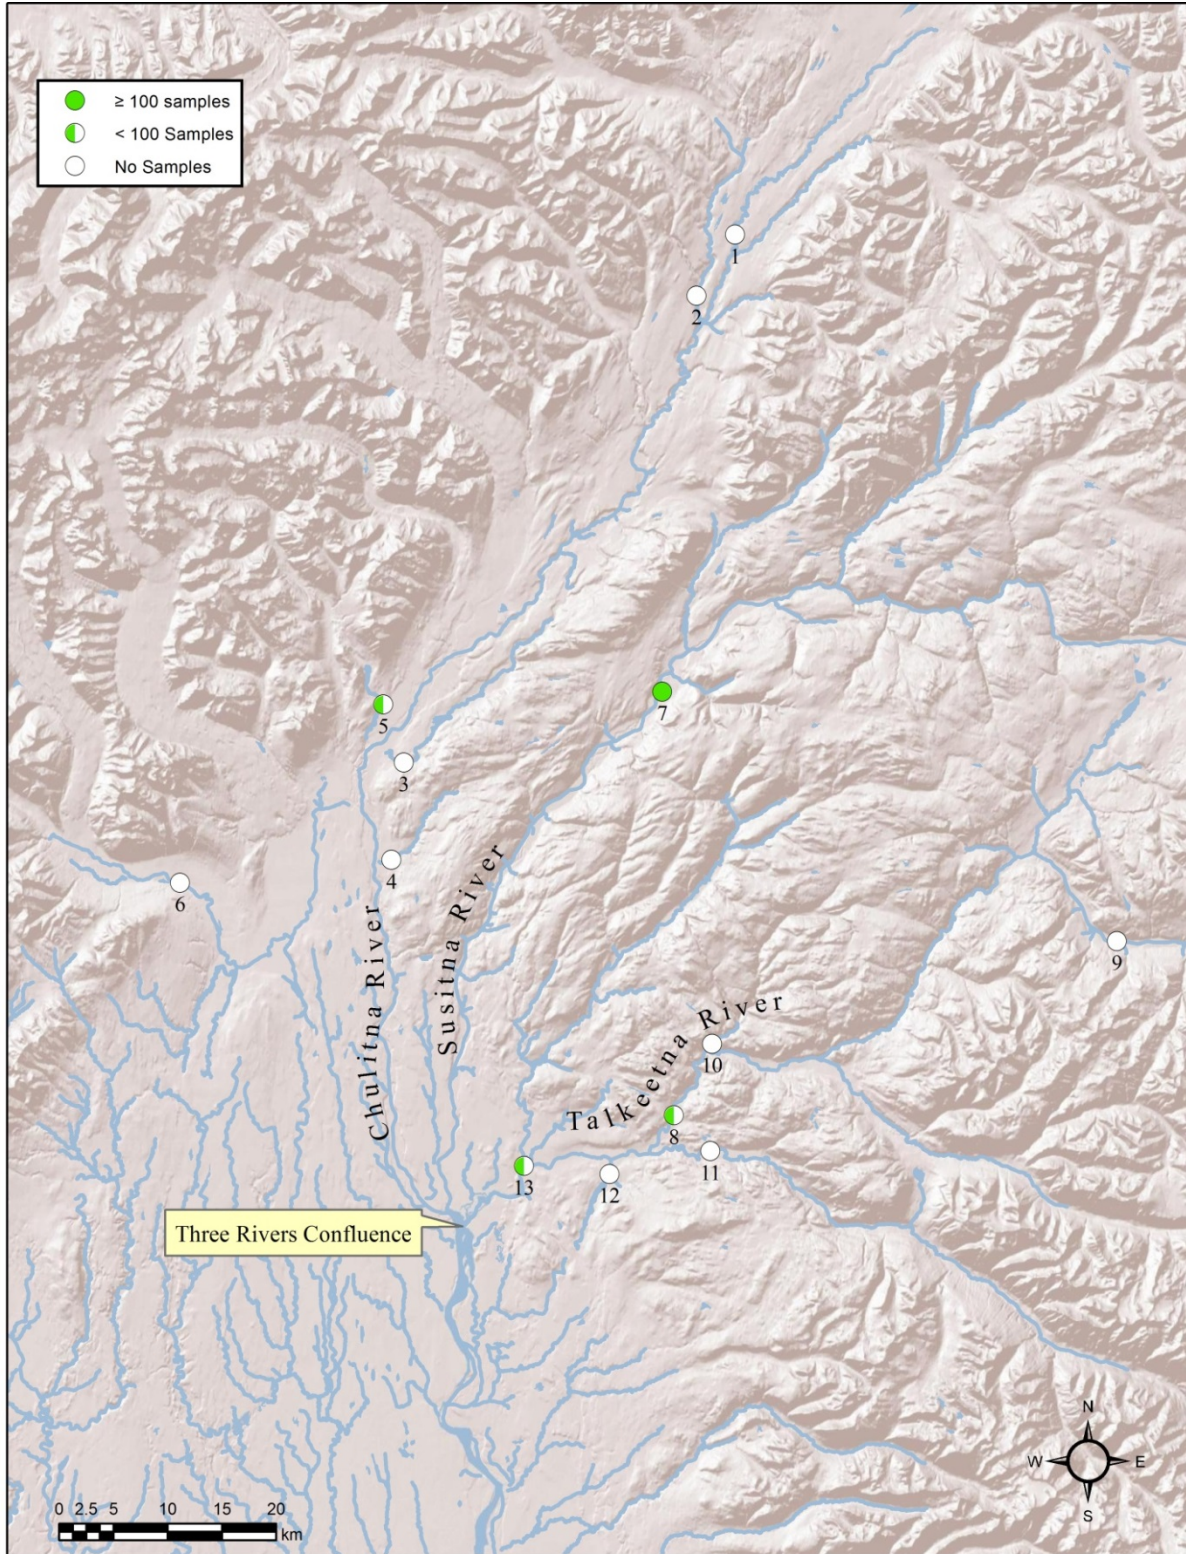 ≥ 100 samples
< 100 Samples
No Samples
1
2
5
7
3
4
6
9
Chulitna River
Susitna River
Talkeetna River
10
8
11
13
12
Three Rivers Confluence
N
W E
S
0 2.5 5 10 15 20
km